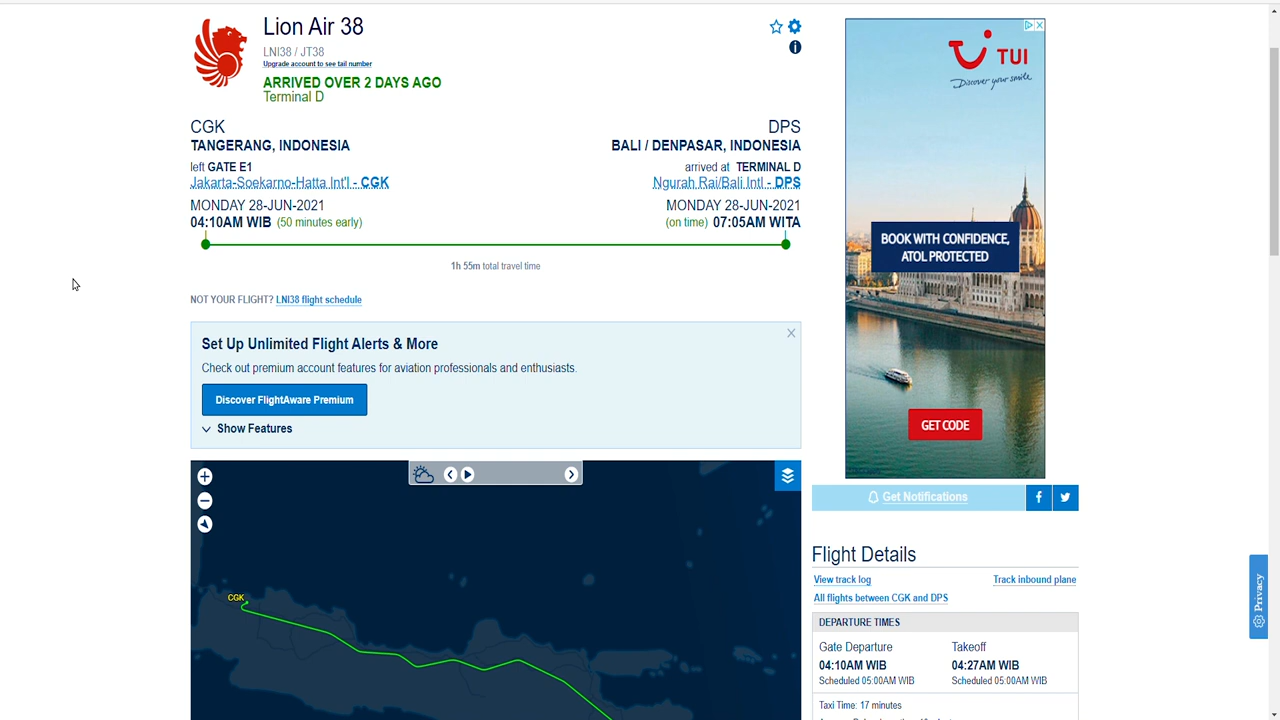 Lion Air 38
LNI38 / JT38
Upgrade account to see tail number
ARRIVED OVER 2 DAYS AGO
Terminal D
CGK
TANGERANG, INDONESIA
left GATE E1
Jakarta-Soekarno-Hatta Int'l - CGK
MONDAY 28-JUN-2021
04:10AM WIB (50 minutes early)
DPS
BALI / DENPASAR, INDONESIA
arrived at TERMINAL D
Ngurah Rai/Bali Intl - DPS
MONDAY 28-JUN-2021
(on time) 07:05AM WITA
1h 55m total travel time
NOT YOUR FLIGHT? LNI38 flight schedule
Set Up Unlimited Flight Alerts & More
Check out premium account features for aviation professionals and enthusiasts.
Discover FlightAware Premium
Show Features
CGK
TUI
Discover your smile
BOOK WITH CONFIDENCE,
ATOL PROTECTED
GET CODE
Get Notifications
Flight Details
View track log
Track inbound plane
All flights between CGK and DPS
DEPARTURE TIMES
Gate Departure
04:10AM WIB
Scheduled 05:00AM WIB
Takeoff
04:27AM WIB
Scheduled 05:00AM WIB
Taxi Time: 17 minutes
Privacy